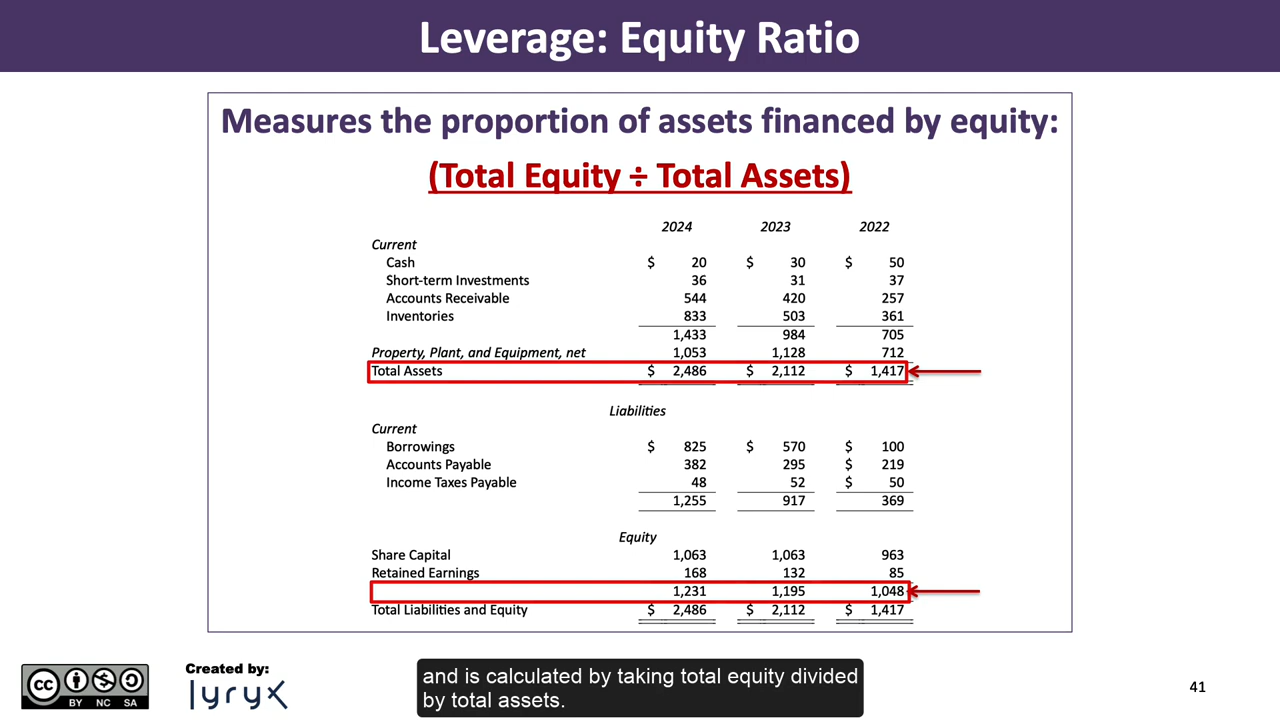 Leverage: Equity Ratio
Measures the proportion of assets financed by equity:
(Total Equity ÷ Total Assets)
2024 2023 2022
Current
Cash $ 20 $ 30 $ 50
Short-term Investments 36 31 37
Accounts Receivable 544 420 257
Inventories 833 503 361
1,433 984 705
Property, Plant, and Equipment, net 1,053 1,128 712
Total Assets $ 2,486 $ 2,112 $ 1,417
Liabilities
Current
Borrowings $ 825 $ 570 $ 100
Accounts Payable 382 295 $ 219
Income Taxes Payable 48 52 $ 50
1,255 917 369
Equity
Share Capital 1,063 1,063 963
Retained Earnings 168 132 85
1,231 1,195 1,048
Total Liabilities and Equity $ 2,486 $ 2,112 $ 1,417
cc BY NC SA
Created by:
lyryx
and is calculated by taking total equity divided
by total assets.
41